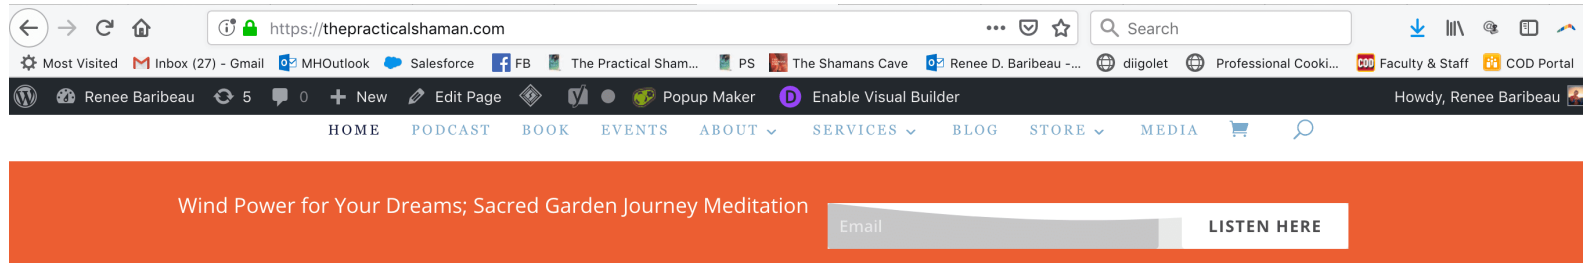 https://thepracticalshaman.com
Search
Most Visited Inbox (27) - Gmail MHOutlook Salesforce FB The Practical Sham... PS The Shamans Cave Renee D. Baribeau -... diigolet Professional Cooki... COD Faculty & Staff COD Portal
Renee Baribeau 5 0 New Edit Page Popup Maker D Enable Visual Builder Howdy, Renee Baribeau
HOME PODCAST BOOK EVENTS ABOUT SERVICES BLOG STORE MEDIA
Wind Power for Your Dreams; Sacred Garden Journey Meditation
Email LISTEN HERE